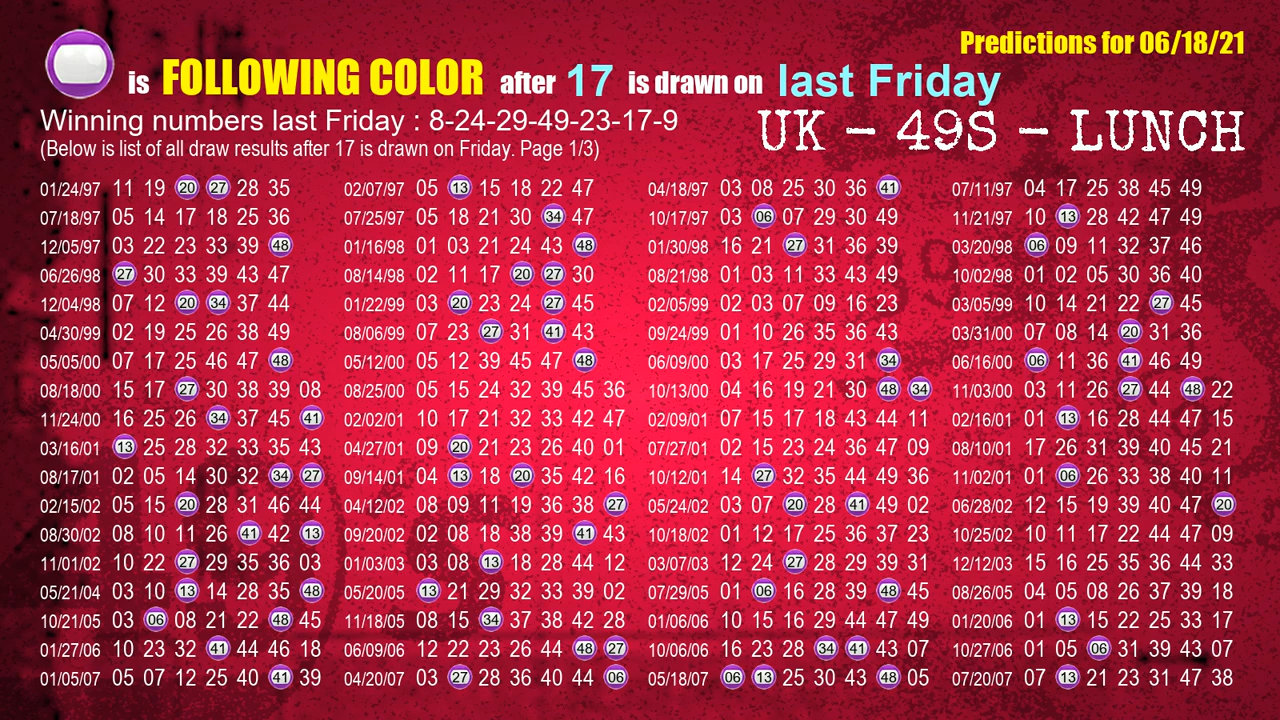 Predictions for 06/18/21
is FOLLOWING COLOR after 17 is drawn on last Friday
Winning numbers last Friday : 8-24-29-49-23-17-9
UK - 49S - LUNCH
(Below is list of all draw results after 17 is drawn on Friday. Page 1/3)
01/24/97 11 19 20 27 28 35 02/07/97 05 13 15 18 22 47 04/18/97 03 08 25 30 36 41 07/11/97 04 17 25 38 45 49
07/18/97 05 14 17 18 25 36 07/25/97 05 18 21 30 34 47 10/17/97 03 06 07 29 30 49 11/21/97 10 13 28 42 47 49
12/05/97 03 22 23 33 39 48 01/16/98 01 03 21 24 43 48 01/30/98 16 21 27 31 36 39 03/20/98 06 09 11 32 37 46
06/26/98 27 30 33 39 43 47 08/14/98 02 11 17 20 27 30 08/21/98 01 03 11 33 43 49 10/02/98 01 02 05 30 36 40
12/04/98 07 12 20 34 37 44 01/22/99 03 20 23 24 27 45 02/05/99 02 03 07 09 16 23 03/05/99 10 14 21 22 27 45
04/30/99 02 19 25 26 38 49 08/06/99 07 23 27 31 41 43 09/24/99 01 10 26 35 36 43 03/31/00 07 08 14 20 31 36
05/05/00 07 17 25 46 47 48 05/12/00 05 12 39 45 47 48 06/09/00 03 17 25 29 31 34 06/16/00 06 11 36 41 46 49
08/18/00 15 17 27 30 38 39 08 08/25/00 05 15 24 32 39 45 36 10/13/00 04 16 19 21 30 48 34 11/03/00 03 11 26 27 44 48 22
11/24/00 16 25 26 34 37 45 41 02/02/01 10 17 21 32 33 42 47 02/09/01 07 15 17 18 43 44 11 02/16/01 01 13 16 28 44 47 15
03/16/01 13 25 28 32 33 35 43 04/27/01 09 20 21 23 26 40 01 07/27/01 02 15 23 24 36 47 09 08/10/01 17 26 31 39 40 45 21
08/17/01 02 05 14 30 32 34 27 09/14/01 04 13 18 20 35 42 16 10/12/01 14 27 32 35 44 49 36 11/02/01 01 06 26 33 38 40 11
02/15/02 05 15 20 28 31 46 44 04/12/02 08 09 11 19 36 38 27 05/24/02 03 07 20 28 41 49 02 06/28/02 12 15 19 39 40 47 20
08/30/02 08 10 11 26 41 42 13 09/20/02 02 08 18 38 39 41 43 10/18/02 01 12 17 25 36 37 23 10/25/02 10 11 17 22 44 47 09
11/01/02 10 22 27 29 35 36 03 01/03/03 03 08 13 18 28 44 12 03/07/03 12 24 27 28 29 39 31 12/12/03 15 16 25 35 36 44 33
05/21/04 03 10 13 14 28 35 48 05/20/05 13 21 29 32 33 39 02 07/29/05 01 06 16 28 39 48 45 08/26/05 04 05 08 26 37 39 18
10/21/05 03 06 08 21 22 48 45 11/18/05 08 15 34 37 38 42 28 01/06/06 10 15 16 29 44 47 49 01/20/06 01 13 15 22 25 33 17
01/27/06 10 23 32 41 44 46 18 06/09/06 12 22 23 26 44 48 27 10/06/06 16 23 28 34 41 43 07 10/27/06 01 05 06 31 39 43 07
01/05/07 05 07 12 25 40 41 39 04/20/07 03 27 28 36 40 44 06 05/18/07 06 13 25 30 43 48 05 07/20/07 07 13 21 23 31 47 38